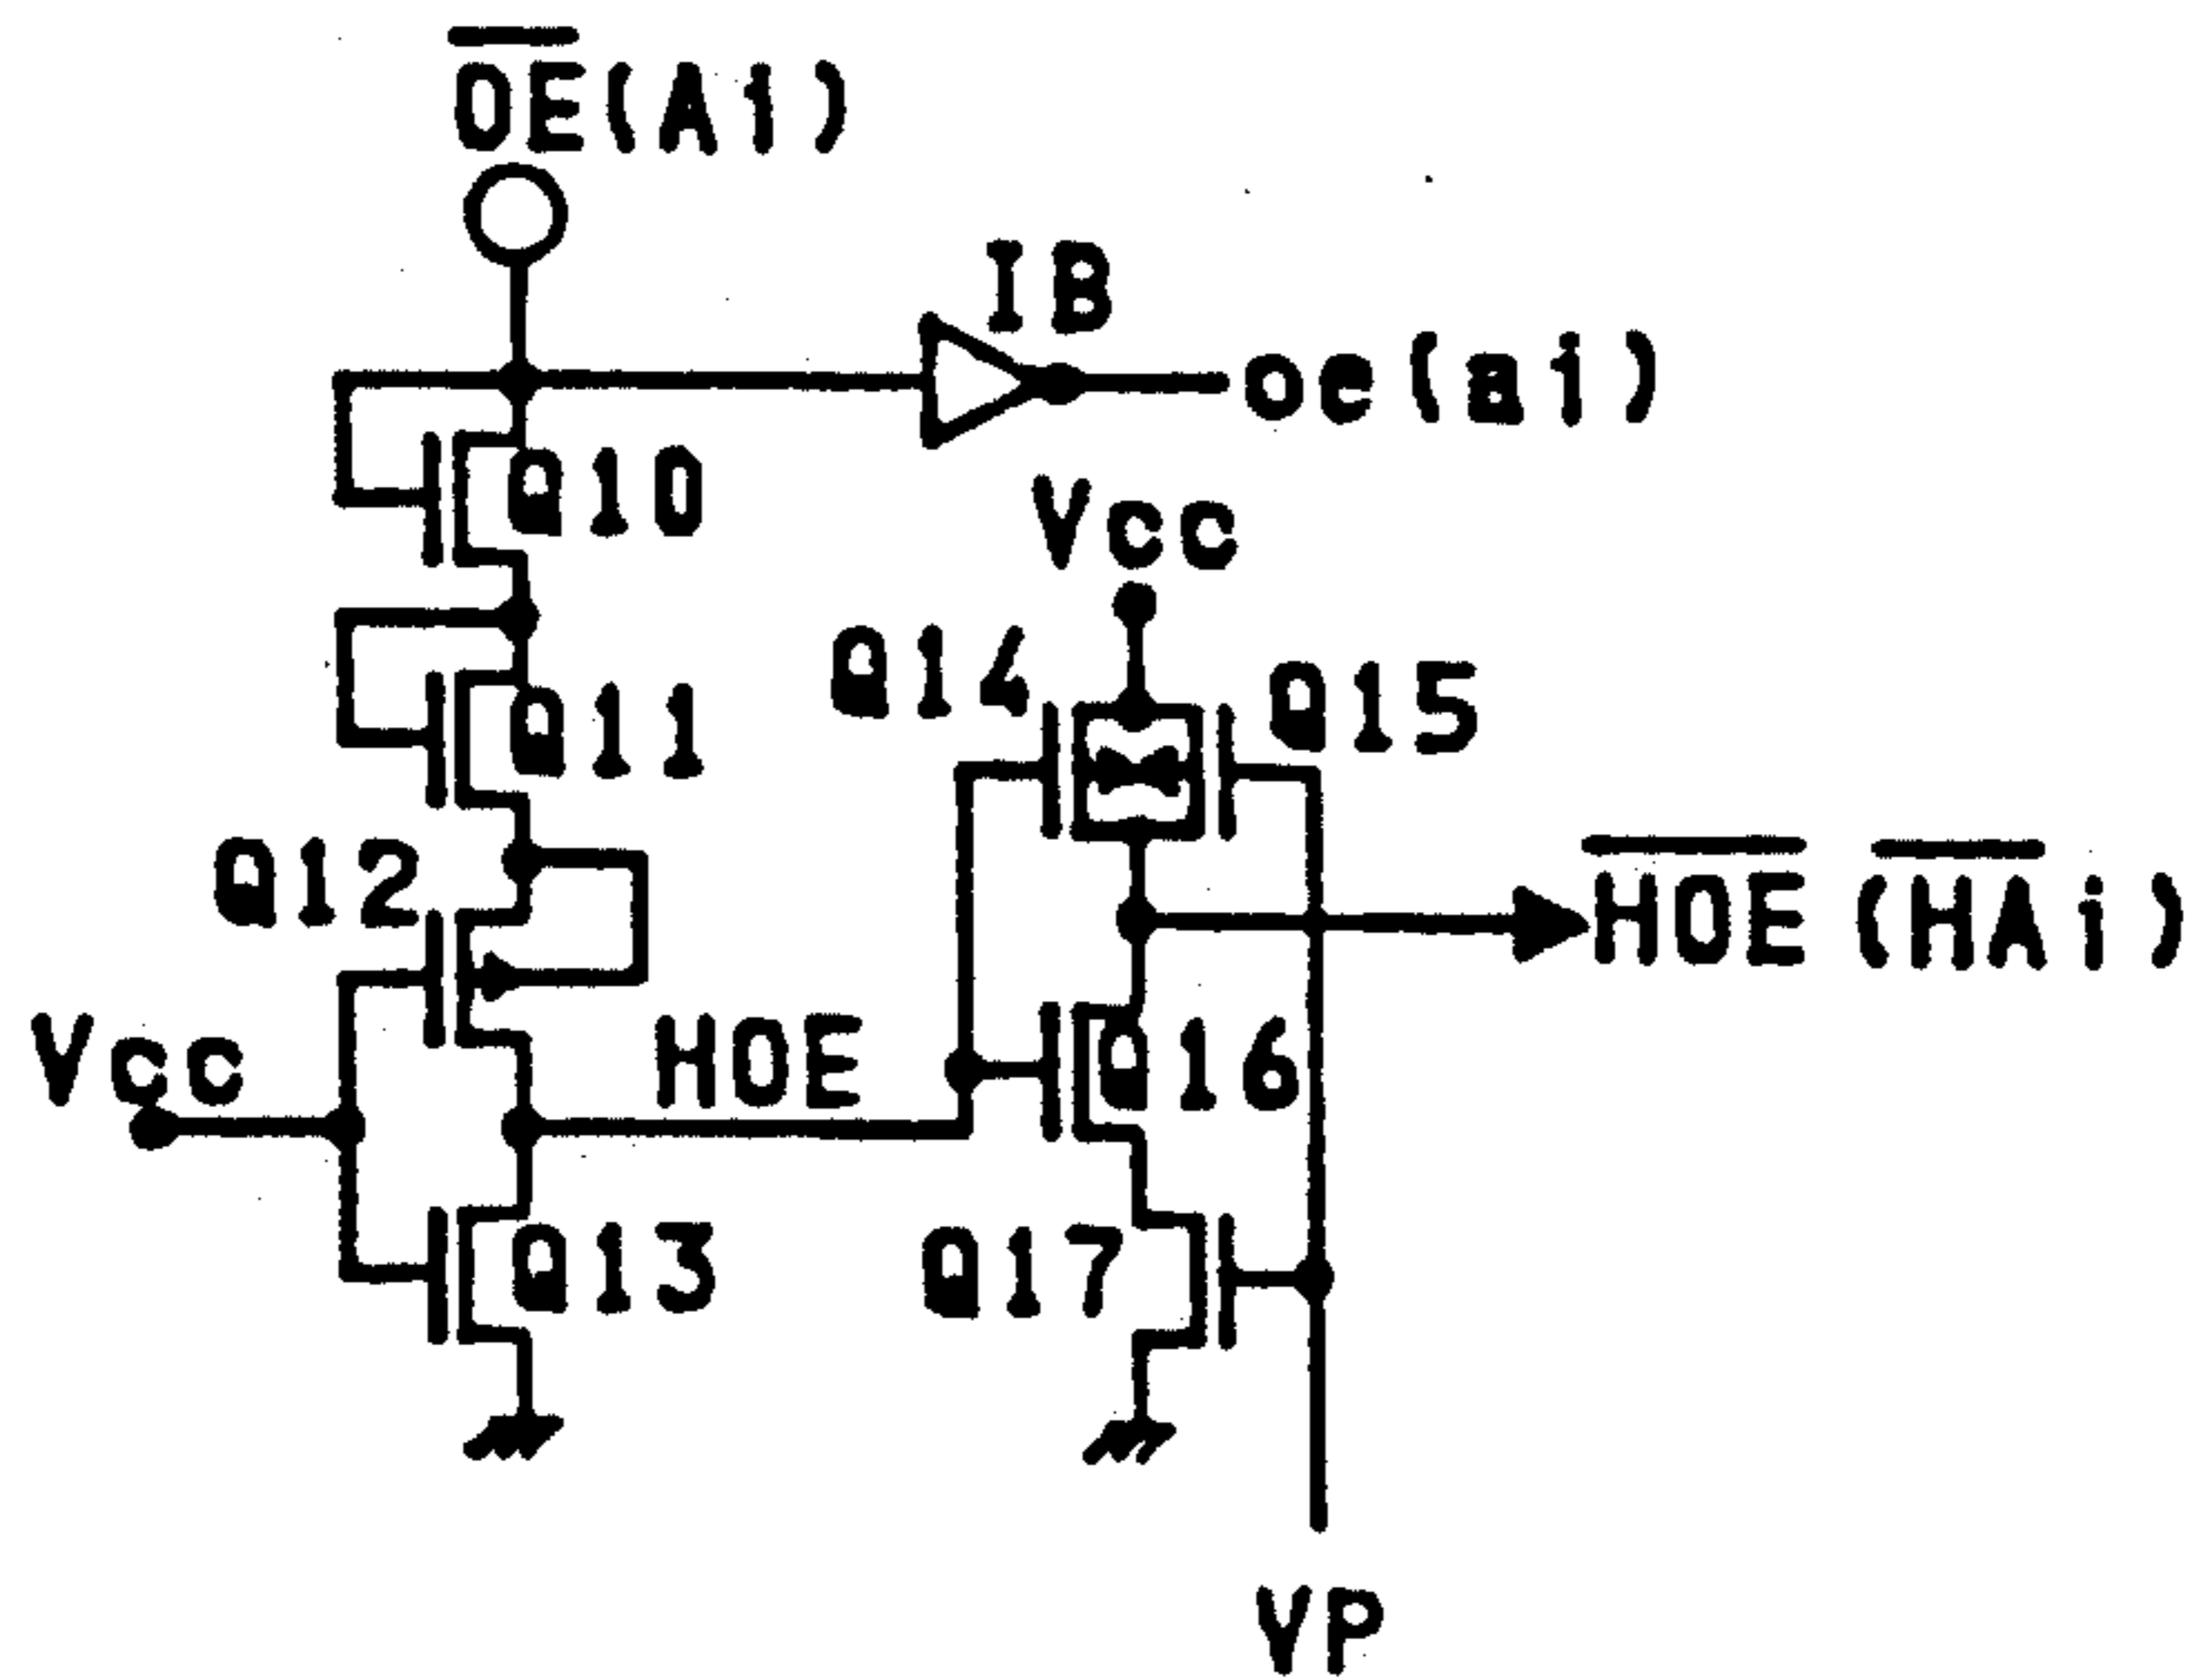 OE(Ai)
IB
oe(ai)
Q10
Vcc
Q14
Q15
Q11
Q12
HOE (HAi)
Vcc
HOE
Q16
Q13
Q17
VP